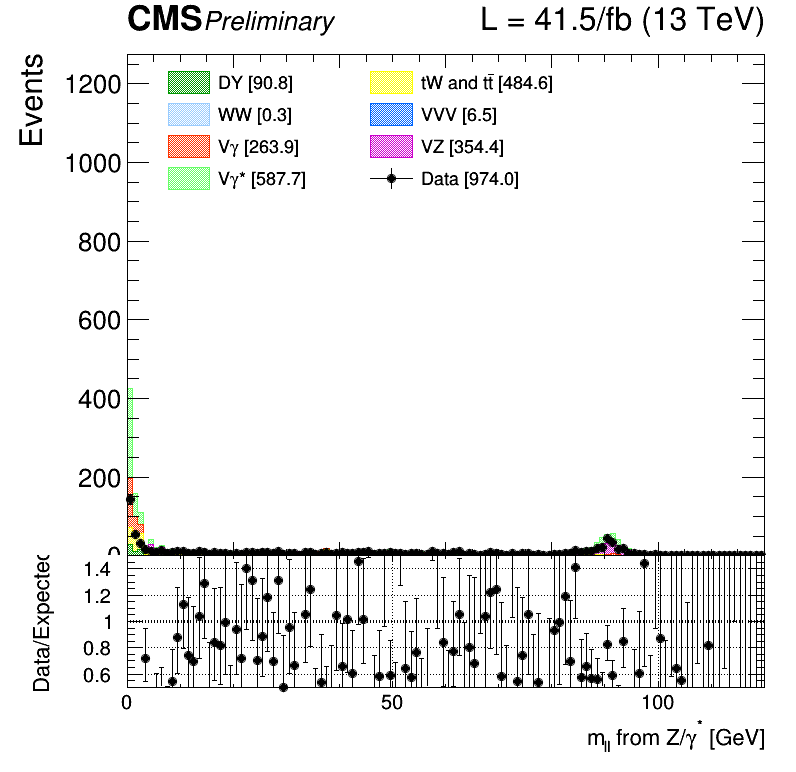 CMS Preliminary L = 41.5/fb (13 TeV)
Events
1200
1000
800
600
400
200
0
DY [90.8]
WW [0.3]
Vγ [263.9]
Vγ* [587.7]
tW and tt̄ [484.6]
VVV [6.5]
VZ [354.4]
Data [974.0]
Data/Expected
1.4
1.2
1
0.8
0.6
0 50 100
m_ll from Z/γ* [GeV]